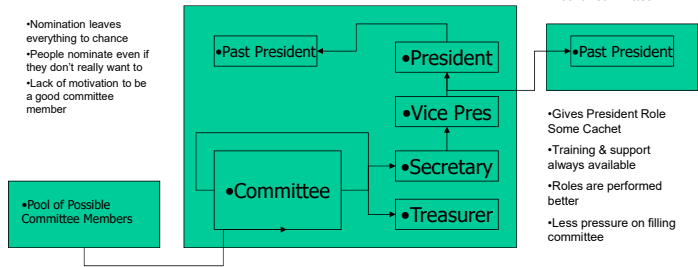 •Nomination leaves
everything to chance
•People nominate even if
they don't really want to
•Lack of motivation to be
a good committee
member
•Past President
•President
•Vice Pres
•Secretary
•Treasurer
•Committee
•Pool of Possible
Committee Members
•Past President
•Gives President Role
Some Cachet
•Training & support
always available
•Roles are performed
better
•Less pressure on filling
committee